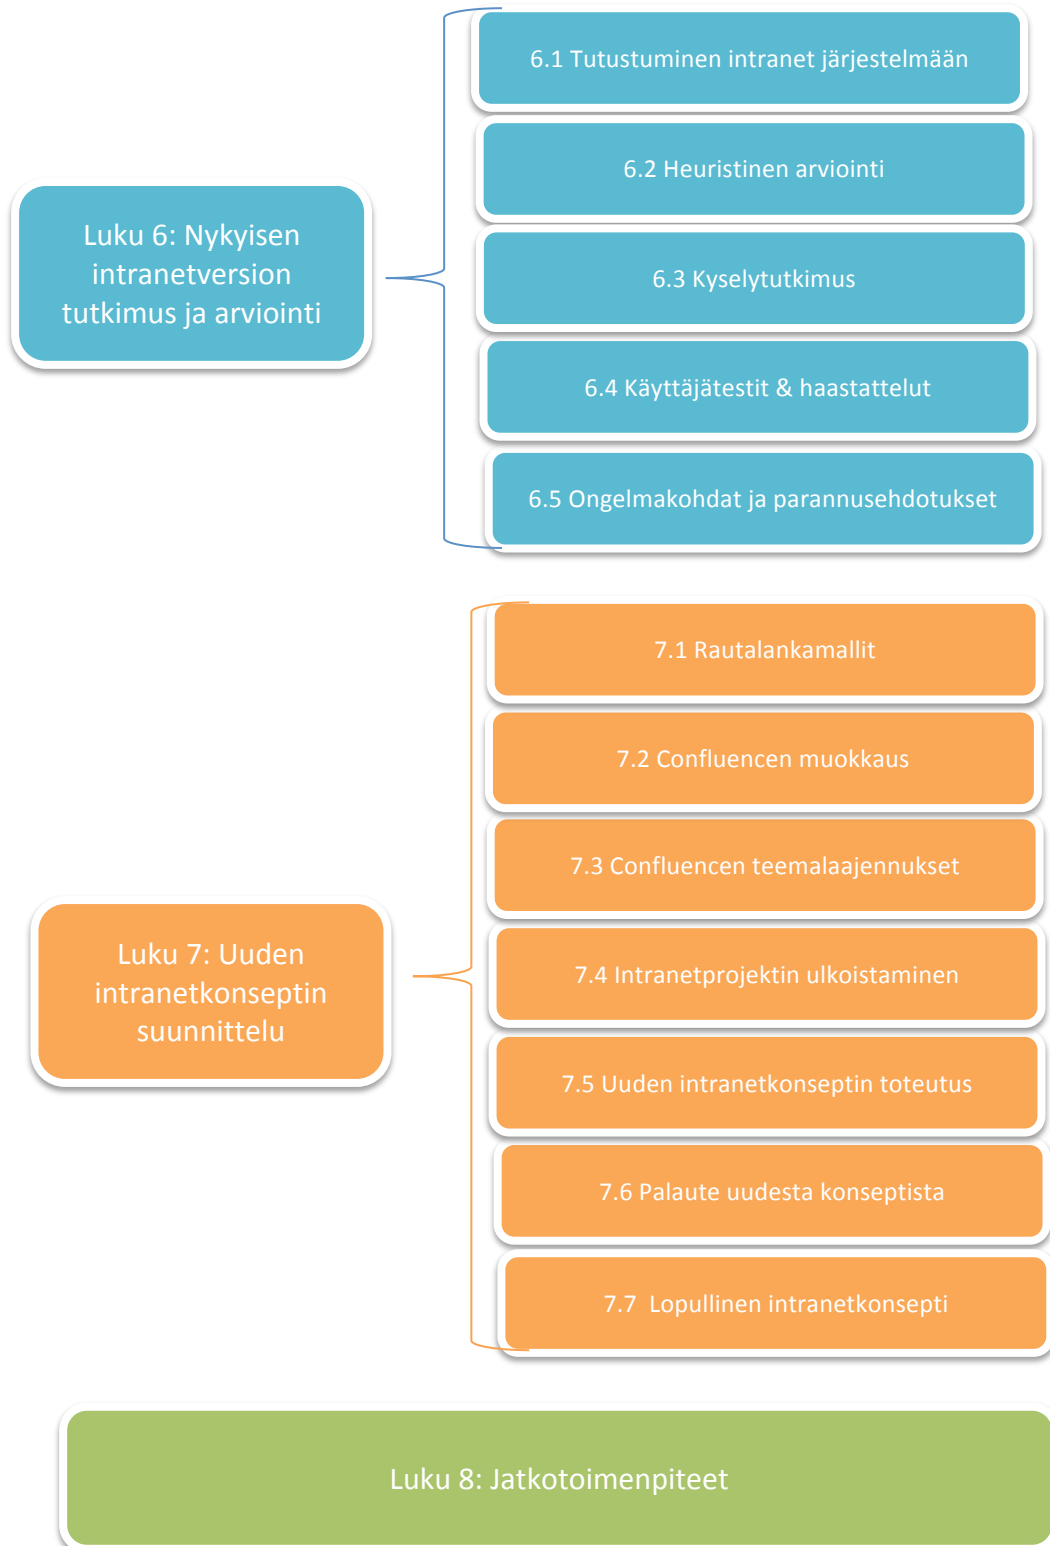 6.1 Tutustuminen intranet järjestelmään
6.2 Heuristinen arviointi
Luku 6: Nykyisen
intranetversion
tutkimus ja arviointi
6.3 Kyselytutkimus
6.4 Käyttäjätestit & haastattelut
6.5 Ongelmakohdat ja parannusehdotukset
7.1 Rautalankamallit
7.2 Confluencen muokkaus
7.3 Confluencen teemalaajennukset
Luku 7: Uuden
intranetkonseptin
suunnittelu
7.4 Intranetprojektin ulkoistaminen
7.5 Uuden intranetkonseptin toteutus
7.6 Palaute uudesta konseptista
7.7 Lopullinen intranetkonsepti
Luku 8: Jatkotoimenpiteet